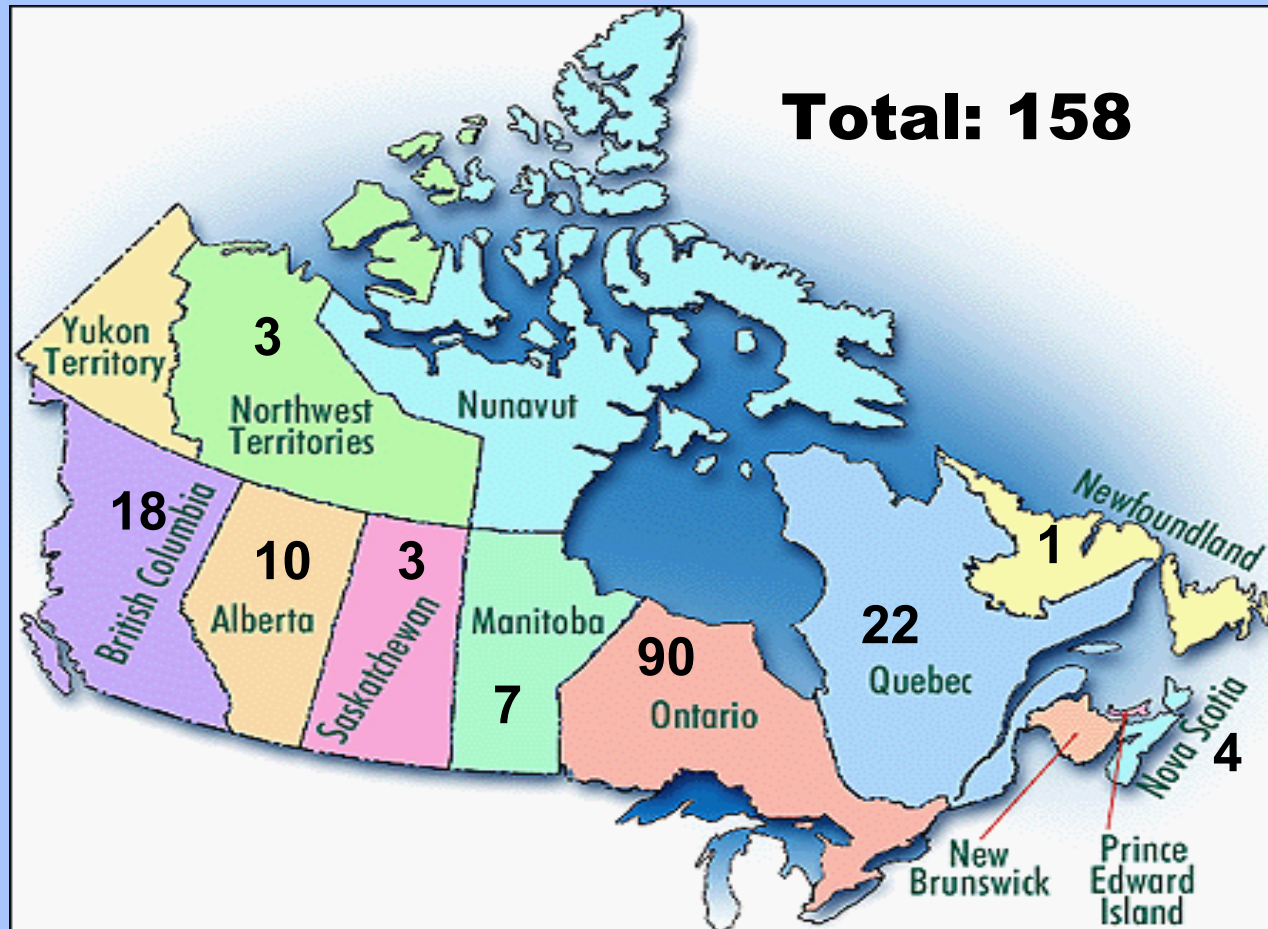 Total: 158
Yukon
Territory
3
Northwest
Territories
Nunavut
18
British Columbia
10
Alberta
3
Saskatchewan
Manitoba
7
90
Ontario
22
Quebec
1
Newfoundland
Nova Scotia
4
New
Brunswick
Prince
Edward
Island